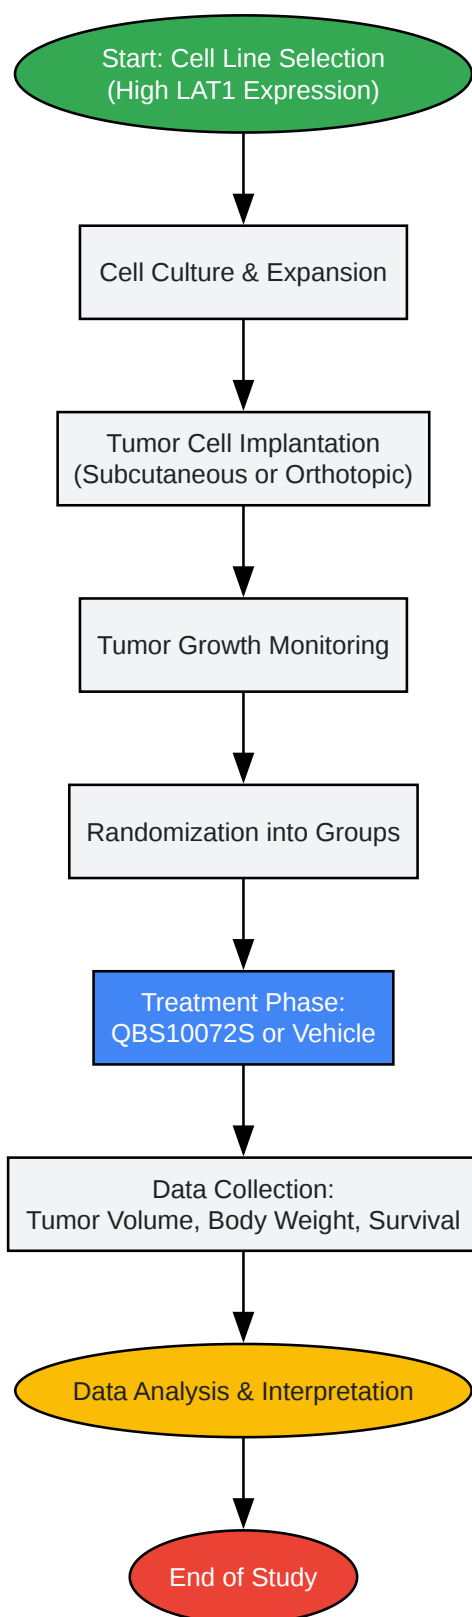 Start: Cell Line Selection
(High LAT1 Expression)
Cell Culture & Expansion
Tumor Cell Implantation
(Subcutaneous or Orthotopic)
Tumor Growth Monitoring
Randomization into Groups
Treatment Phase:
QBS10072S or Vehicle
Data Collection:
Tumor Volume, Body Weight, Survival
Data Analysis & Interpretation
End of Study